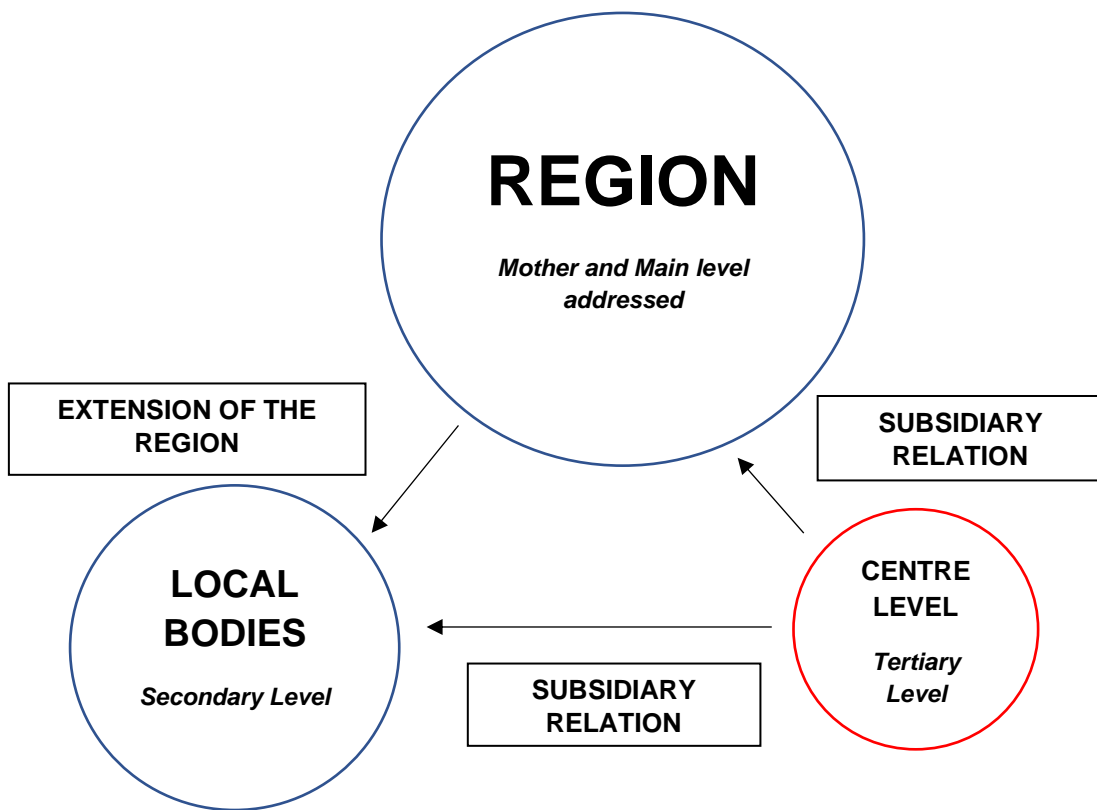 REGION
Mother and Main level
addressed
EXTENSION OF THE
REGION
SUBSIDIARY
RELATION
LOCAL
BODIES
Secondary Level
CENTRE
LEVEL
Tertiary
Level
SUBSIDIARY
RELATION